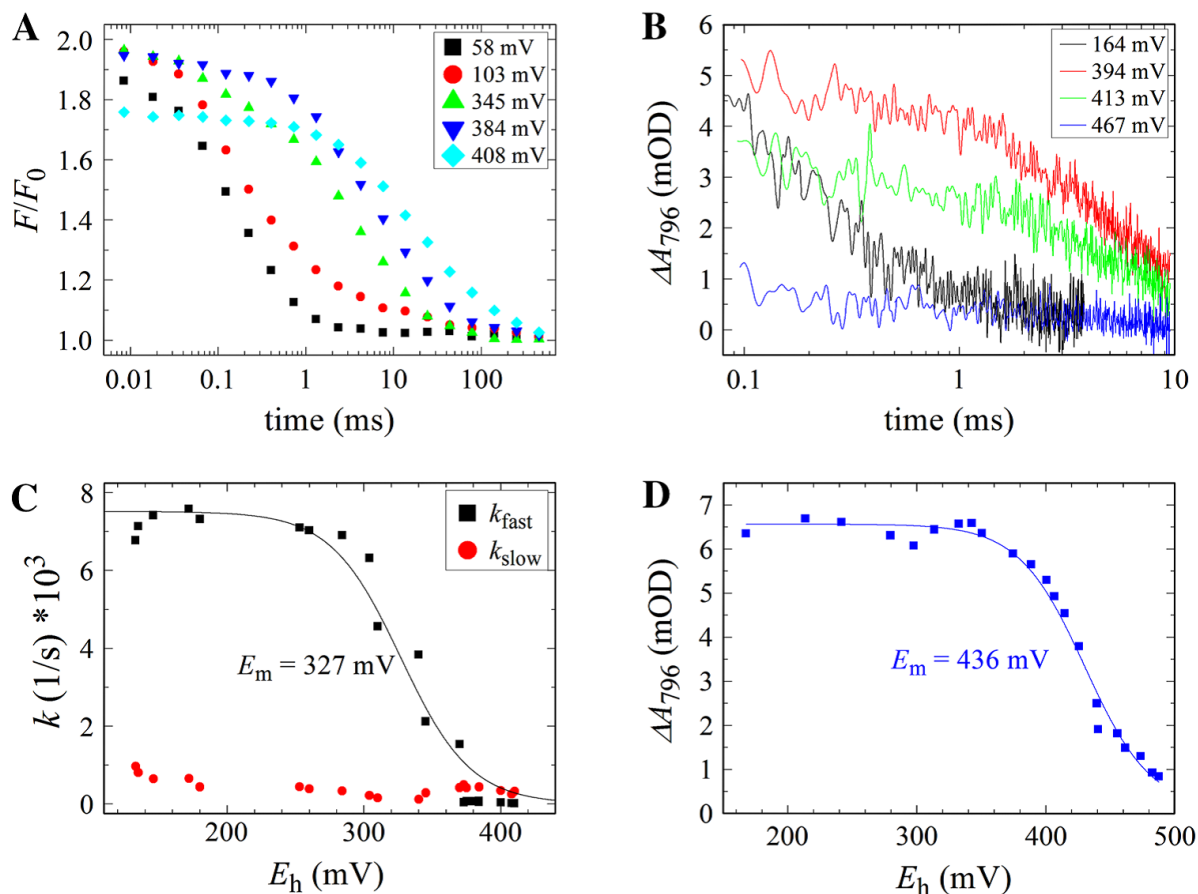 A
2.0
1.8
1.6
1.4
1.2
1.0
F/F0
0.01 0.1 1 10 100
time (ms)
58 mV
103 mV
345 mV
384 mV
408 mV
B
6
5
4
3
2
1
0
ΔA796 (mOD)
0.1 1 10
time (ms)
164 mV
394 mV
413 mV
467 mV
C
8
6
4
2
0
k (1/s) *10^3
200 300 400
Eh (mV)
kfast
kslow
Em = 327 mV
D
7
6
5
4
3
2
1
0
ΔA796 (mOD)
200 300 400 500
Eh (mV)
Em = 436 mV